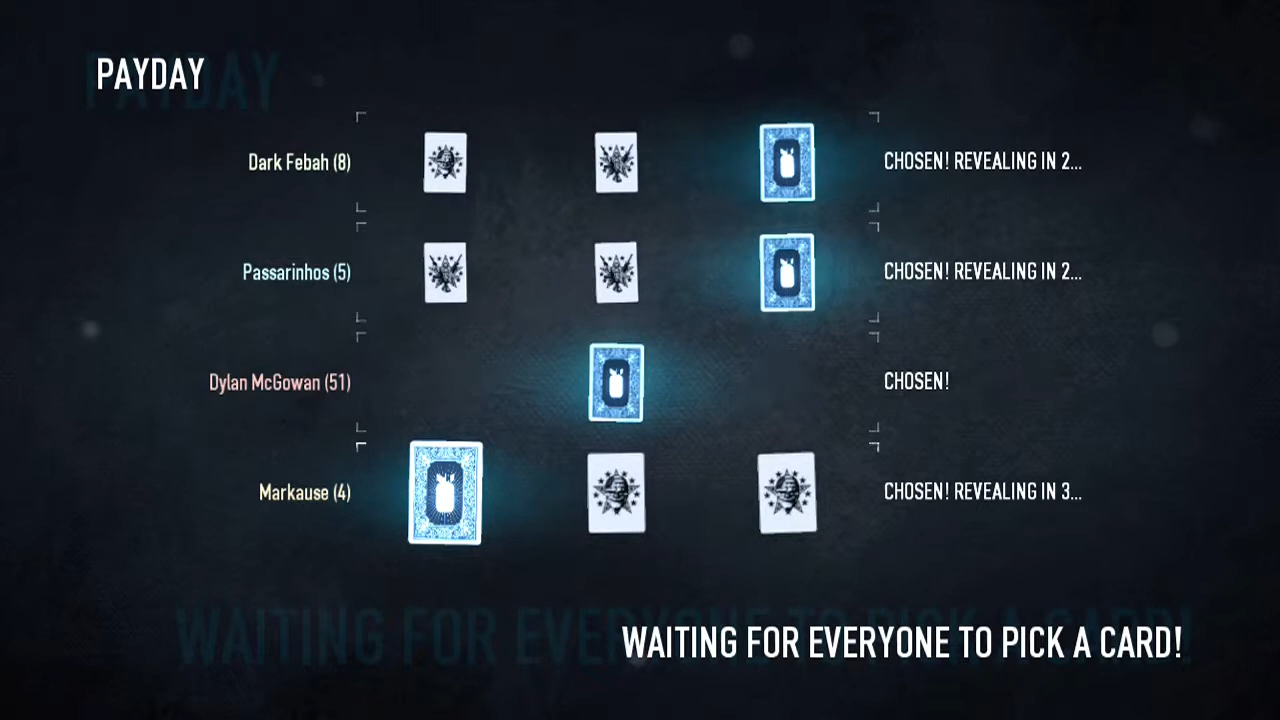 PAYDAY
Dark Febah (8)
CHOSEN! REVEALING IN 2...
Passarinhos (5)
CHOSEN! REVEALING IN 2...
Dylan McGowan (51)
CHOSEN!
Markause (4)
CHOSEN! REVEALING IN 3...
WAITING FOR EVERYONE TO PICK A CARD!